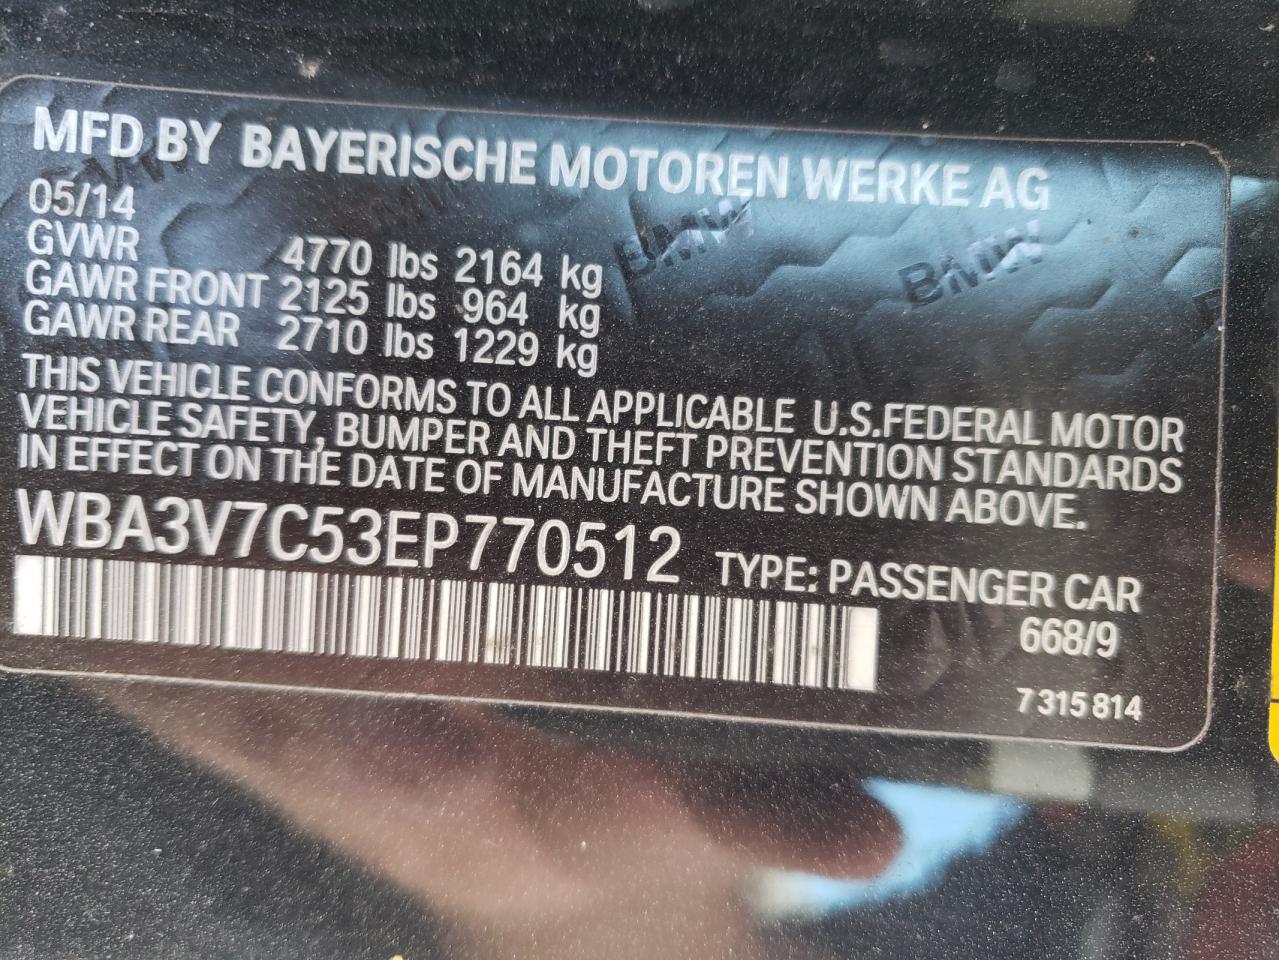 MFD BY BAYERISCHE MOTOREN WERKE AG
05/14
GVWR 4770 lbs 2164 kg
GAWR FRONT 2125 lbs 964 kg
GAWR REAR 2710 lbs 1229 kg
THIS VEHICLE CONFORMS TO ALL APPLICABLE U.S.FEDERAL MOTOR
VEHICLE SAFETY, BUMPER AND THEFT PREVENTION STANDARDS
IN EFFECT ON THE DATE OF MANUFACTURE SHOWN ABOVE.
WBA3V7C53EP770512 TYPE: PASSENGER CAR
668/9
7 315 814
BMW
BMW